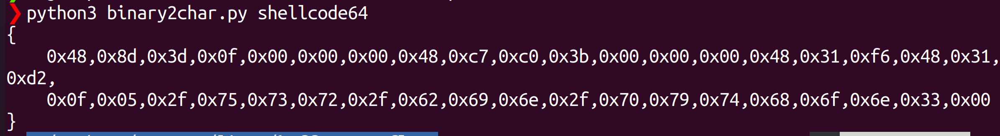 ❯ python3 binary2char.py shellcode64
{
    0x48,0x8d,0x3d,0x0f,0x00,0x00,0x00,0x48,0xc7,0xc0,0x3b,0x00,0x00,0x00,0x48,0x31,0xf6,0x48,0x31,
0xd2,
    0x0f,0x05,0x2f,0x75,0x73,0x72,0x2f,0x62,0x69,0x6e,0x2f,0x70,0x79,0x74,0x68,0x6f,0x6e,0x33,0x00
}